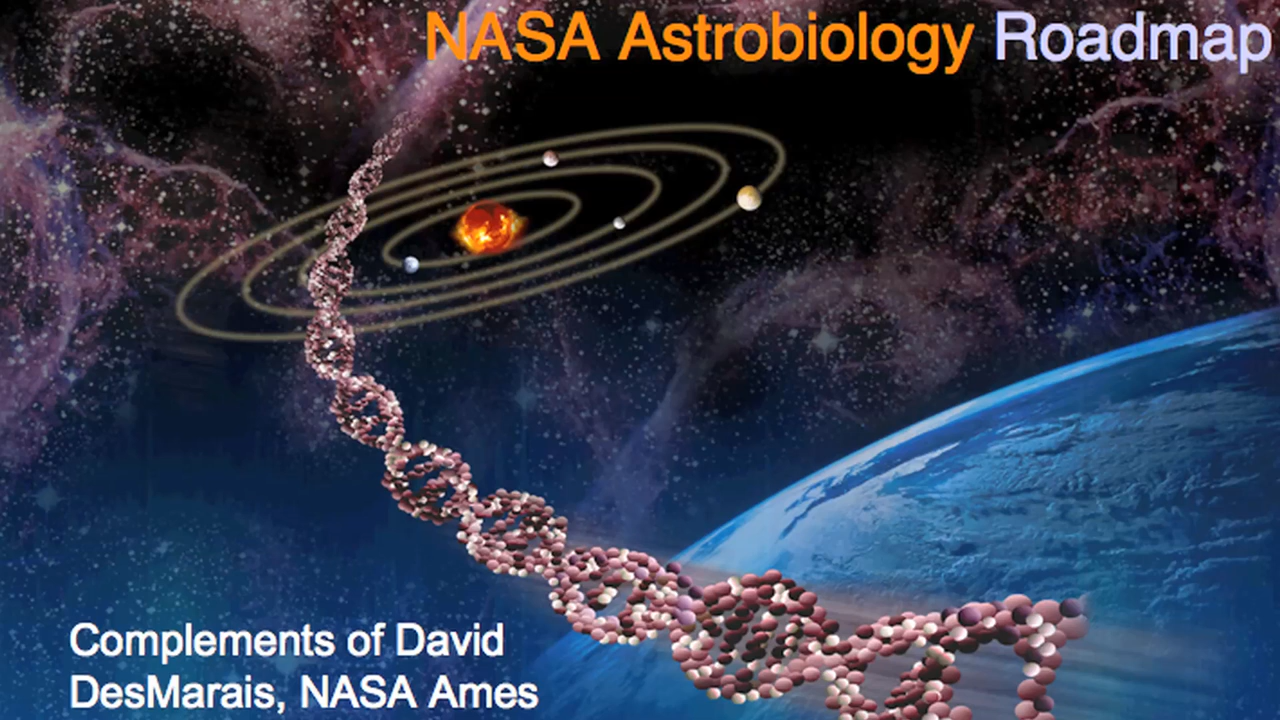 NASA Astrobiology Roadmap
Complements of David
DesMarais, NASA Ames